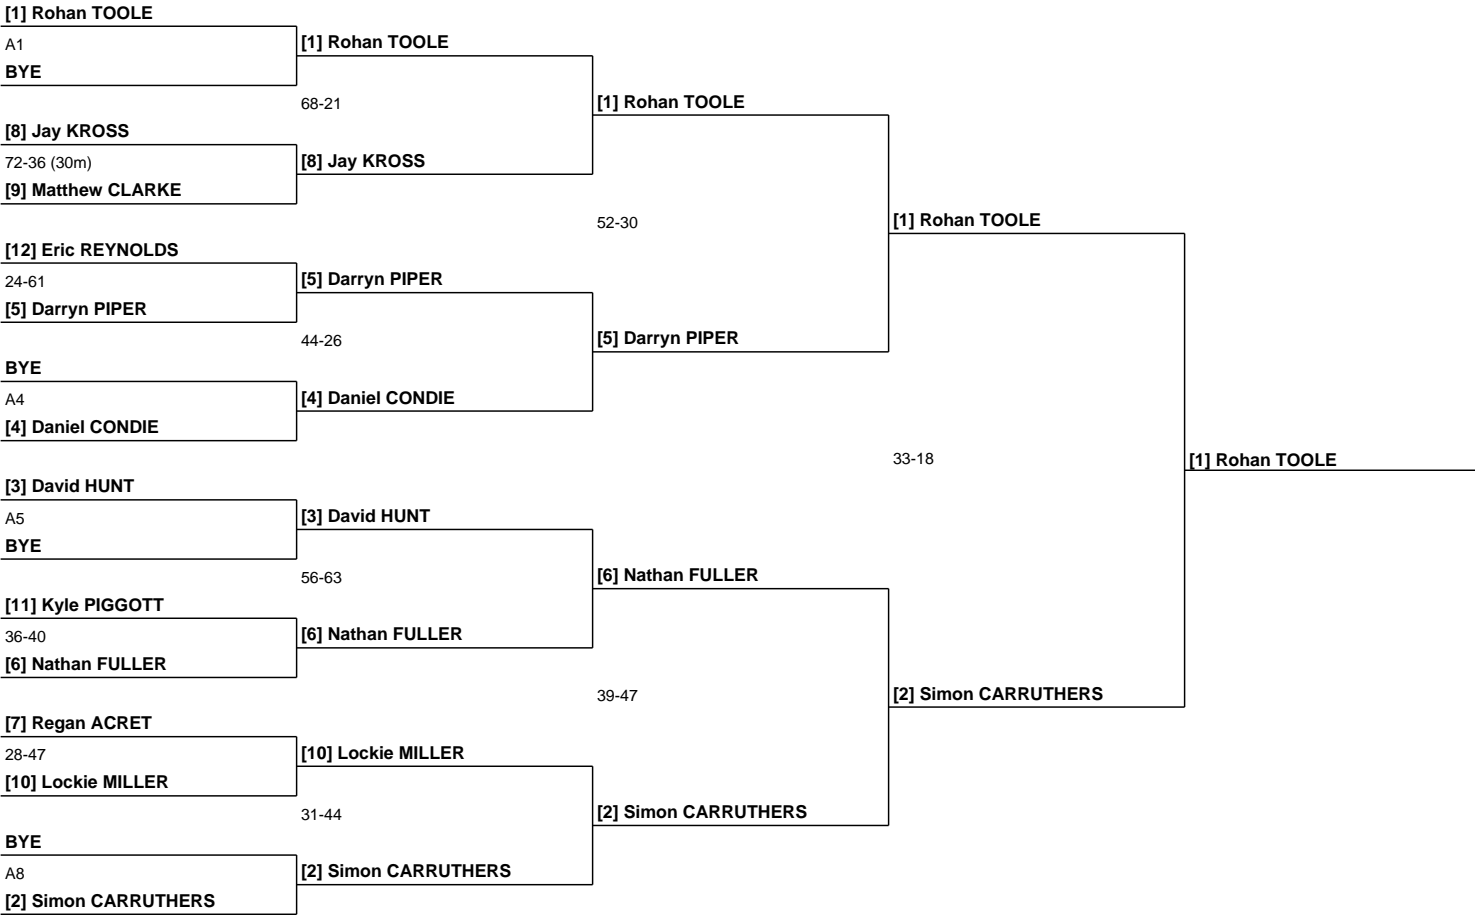 [1] Rohan TOOLE
A1
BYE
[8] Jay KROSS
72-36 (30m)
[9] Matthew CLARKE
[12] Eric REYNOLDS
24-61
[5] Darryn PIPER
BYE
A4
[4] Daniel CONDIE
[3] David HUNT
A5
BYE
[11] Kyle PIGGOTT
36-40
[6] Nathan FULLER
[7] Regan ACRET
28-47
[10] Lockie MILLER
BYE
A8
[2] Simon CARRUTHERS
[1] Rohan TOOLE
68-21
[8] Jay KROSS
[5] Darryn PIPER
44-26
[4] Daniel CONDIE
[3] David HUNT
56-63
[6] Nathan FULLER
[10] Lockie MILLER
31-44
[2] Simon CARRUTHERS
[1] Rohan TOOLE
52-30
[5] Darryn PIPER
[6] Nathan FULLER
39-47
[2] Simon CARRUTHERS
[1] Rohan TOOLE
33-18
[2] Simon CARRUTHERS
[1] Rohan TOOLE